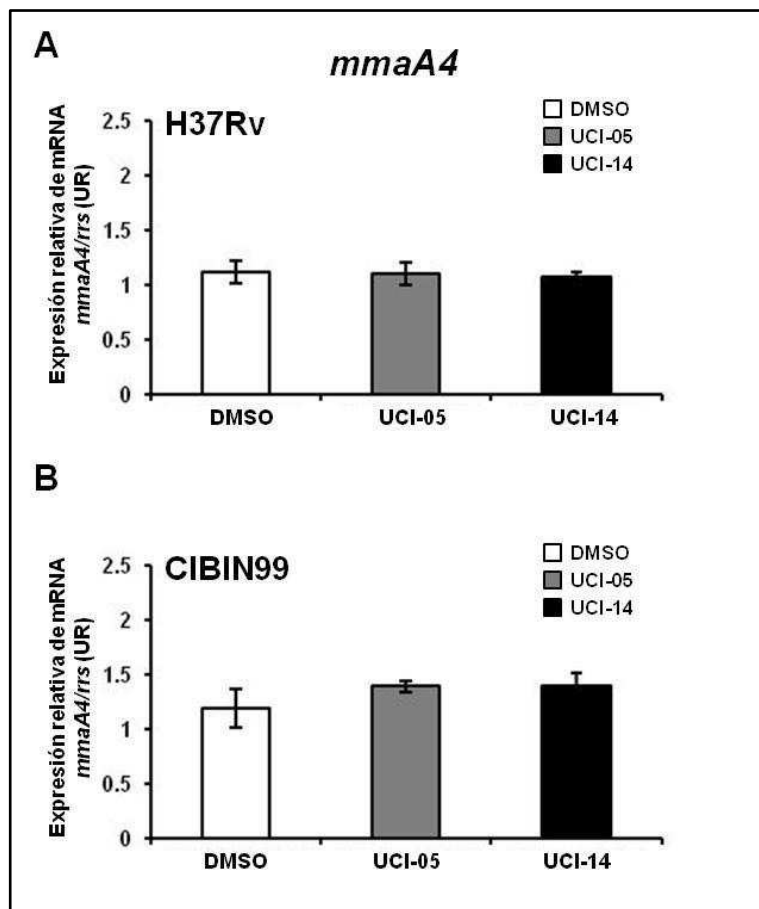 A
mmaA4
H37Rv
DMSO
UCI-05
UCI-14
Expresión relativa de mRNA
mmaA4/rrs (UR)
2.5
2
1.5
1
0.5
0
DMSO
UCI-05
UCI-14
B
CIBIN99
DMSO
UCI-05
UCI-14
Expresión relativa de mRNA
mmaA4/rrs (UR)
2.5
2
1.5
1
0.5
0
DMSO
UCI-05
UCI-14